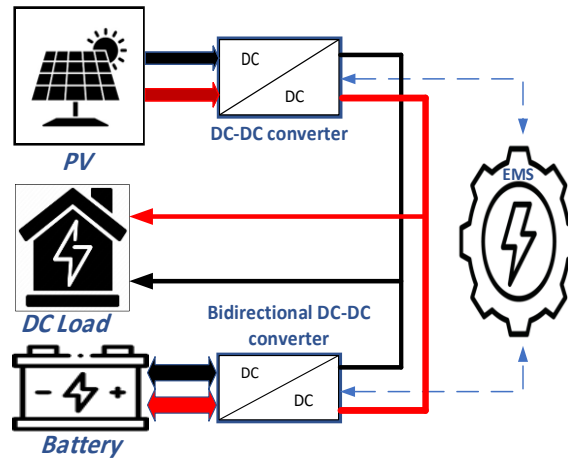 DC
DC
DC-DC converter
PV
EMS
DC Load
Bidirectional DC-DC
converter
DC
DC
Battery